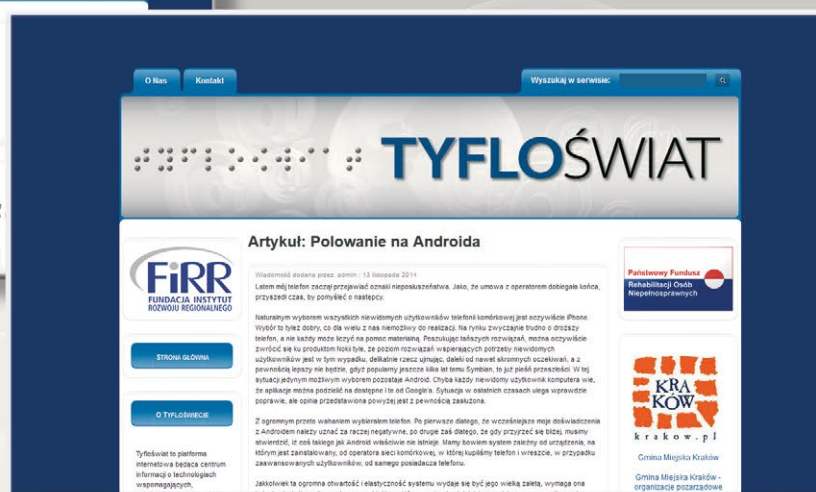 O Nas
Kontakt
Wyszukaj w serwisie:
TYFLOŚWIAT
FiRR
FUNDACJA INSTYTUT
ROZWOJU REGIONALNEGO
STRONA GŁÓWNA
O TYFLOŚWIECIE
Tyfloświat to platforma
internetowa będąca centrum
informacji o technologiach
wspomagających,
Artykuł: Polowanie na Androida
Wiadomość dodana przez: admin : 13 listopada 2014
Latem mój telefon zaczął przejawiać oznaki nieposłuszeństwa. Jako, że umowa z operatorem dobiegała końca,
przyszedł czas, by pomyśleć o następcy.
Naturalnym wyborem wszystkich niewidomych użytkowników telefonii komórkowej jest oczywiście iPhone.
Wybór to tyleż dobry, co dla wielu z nas niemożliwy do realizacji. Na rynku zwyczajnie trudno o droższy
telefon, a nie każdy może liczyć na pomoc materialną. Poszukując tańszych rozwiązań, można oczywiście
zwrócić się ku produktom Nokii tyle, że poziom rozwiązań wspierających potrzeby niewidomych
użytkowników jest w tym wypadku, delikatnie rzecz ujmując, daleki od nawet skromnych oczekiwań, a z
pewnością lepszy nie będzie, gdyż popularny jeszcze kilka lat temu Symbian, to już pieśń przeszłości. W tej
sytuacji jedynym możliwym wyborem pozostaje Android. Chyba każdy niewidomy użytkownik komputera wie,
że aplikacje można podzielić na dostępne i te od Google'a. Sytuacja w ostatnich czasach ulega wprawdzie
poprawie, ale opinia przedstawiona powyżej jest z pewnością zasłużona.
Z ogromnym przeto wahaniem wybierałem telefon. Po pierwsze dlatego, że wcześniejsze moje doświadczenia
z Androidem należy uznać za raczej negatywne, po drugie zaś dlatego, że gdy przyjrzeć się bliżej, musimy
stwierdzić, iż coś takiego jak Android właściwie nie istnieje. Mamy bowiem system zależny od urządzenia, na
którym jest zainstalowany, od operatora sieci komórkowej, w której kupiliśmy telefon i wreszcie, w przypadku
zaawansowanych użytkowników, od samego posiadacza telefonu.
Jakkolwiek ta ogromna otwartość i elastyczność systemu wydaje się być jego wielką zaletą, wymaga ona
Państwowy Fundusz
Rehabilitacji Osób
Niepełnosprawnych
KRA
KÓW
krakow.pl
Gmina Miejska Kraków
Gmina Miejska Kraków -
organizacje pozarządowe